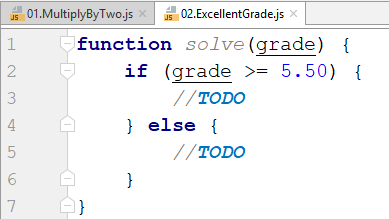 01.MultiplyByTwo.js 02.ExcellentGrade.js
1 function solve(grade) {
2 if (grade >= 5.50) {
3 //TODO
4 } else {
5 //TODO
6 }
7 }